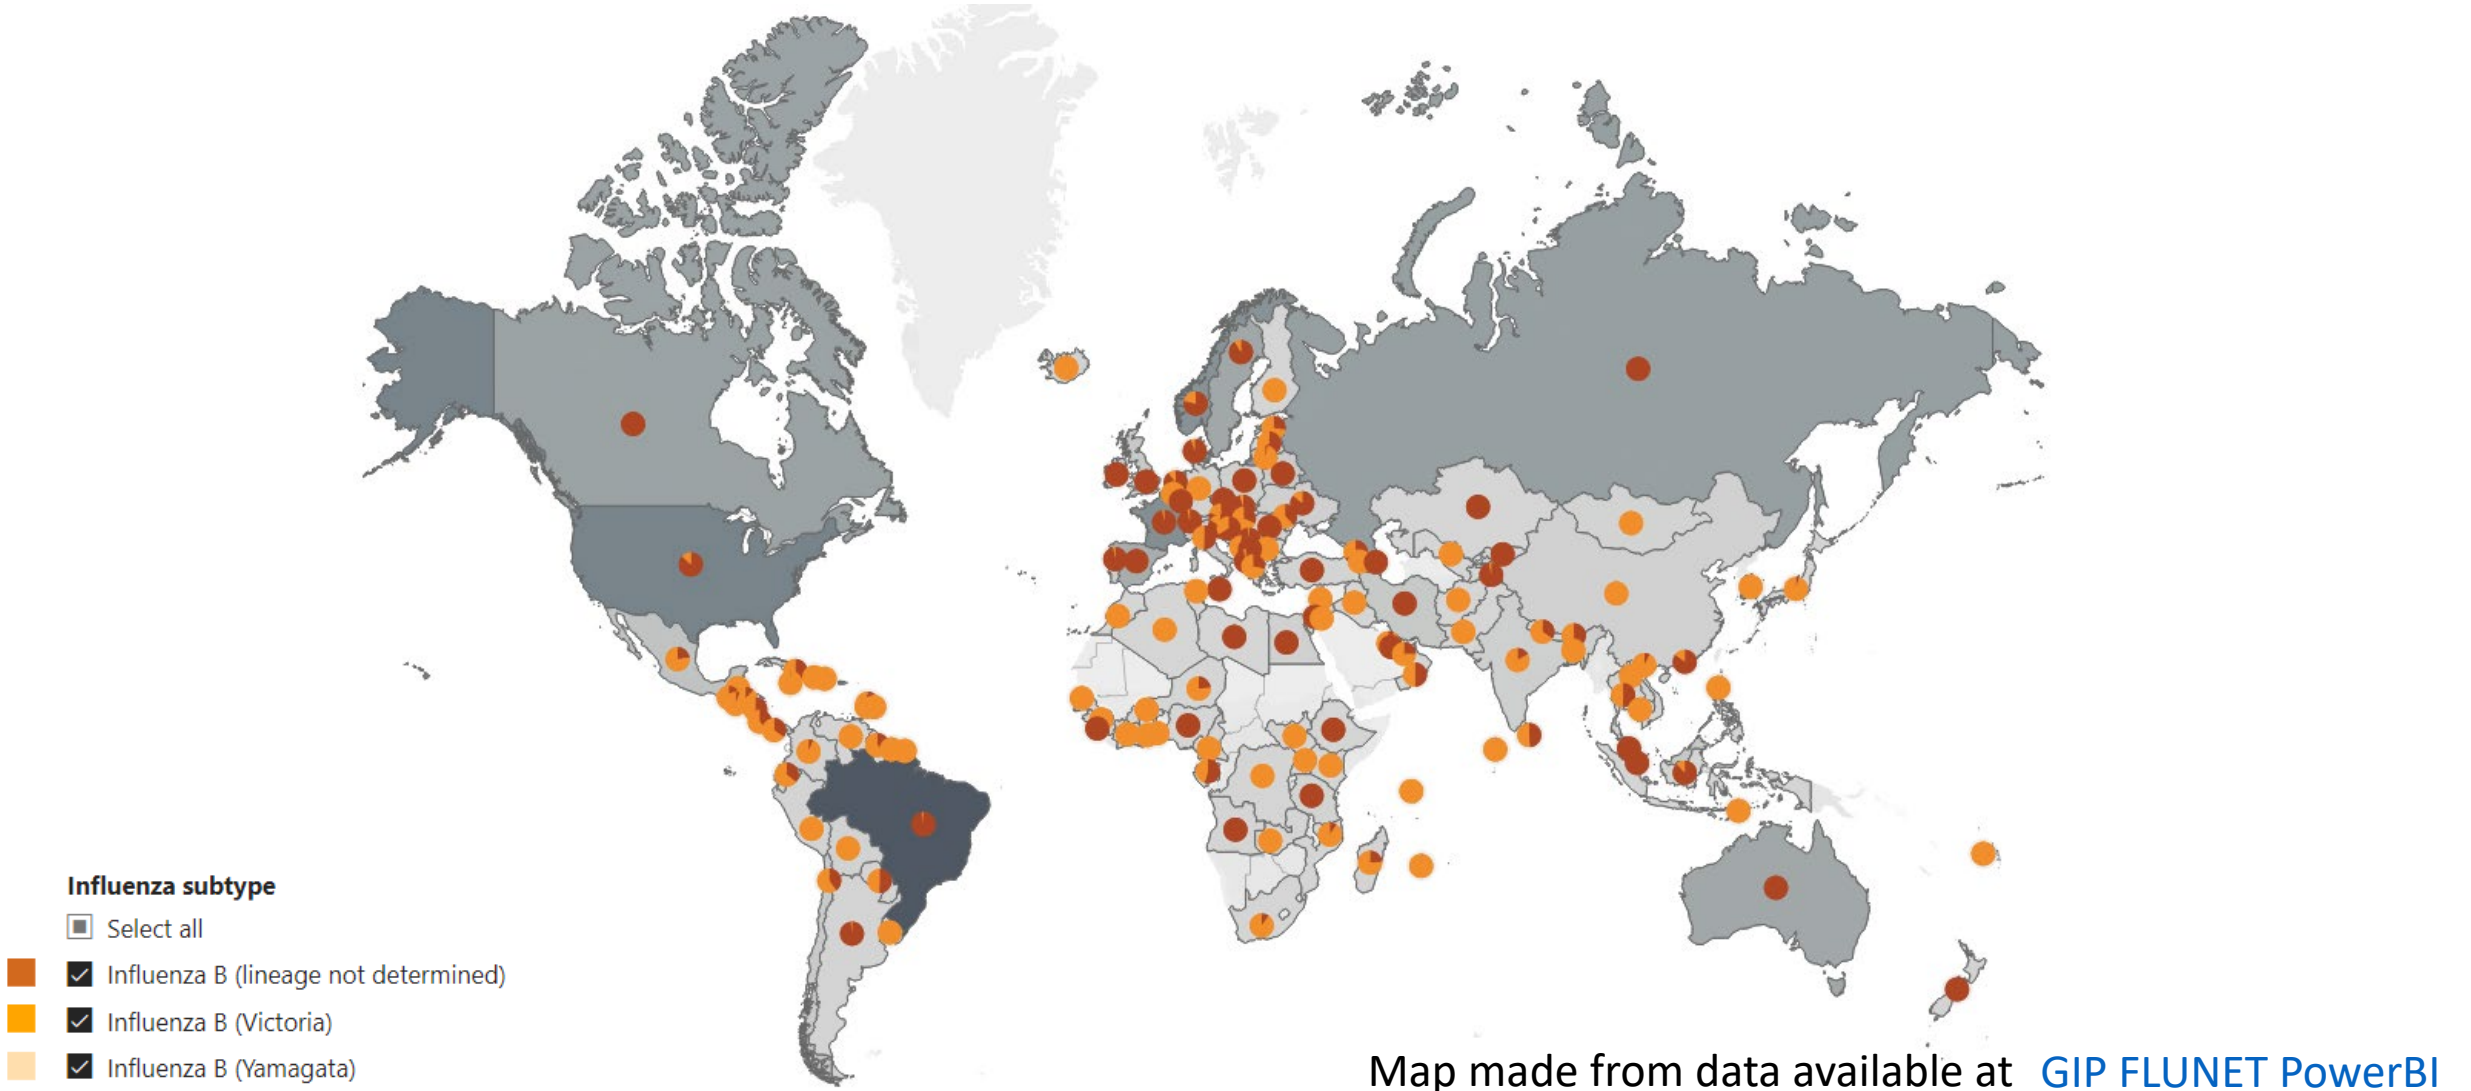 Influenza subtype
Select all
Influenza B (lineage not determined)
Influenza B (Victoria)
Influenza B (Yamagata)
Map made from data available at GIP FLUNET PowerBI